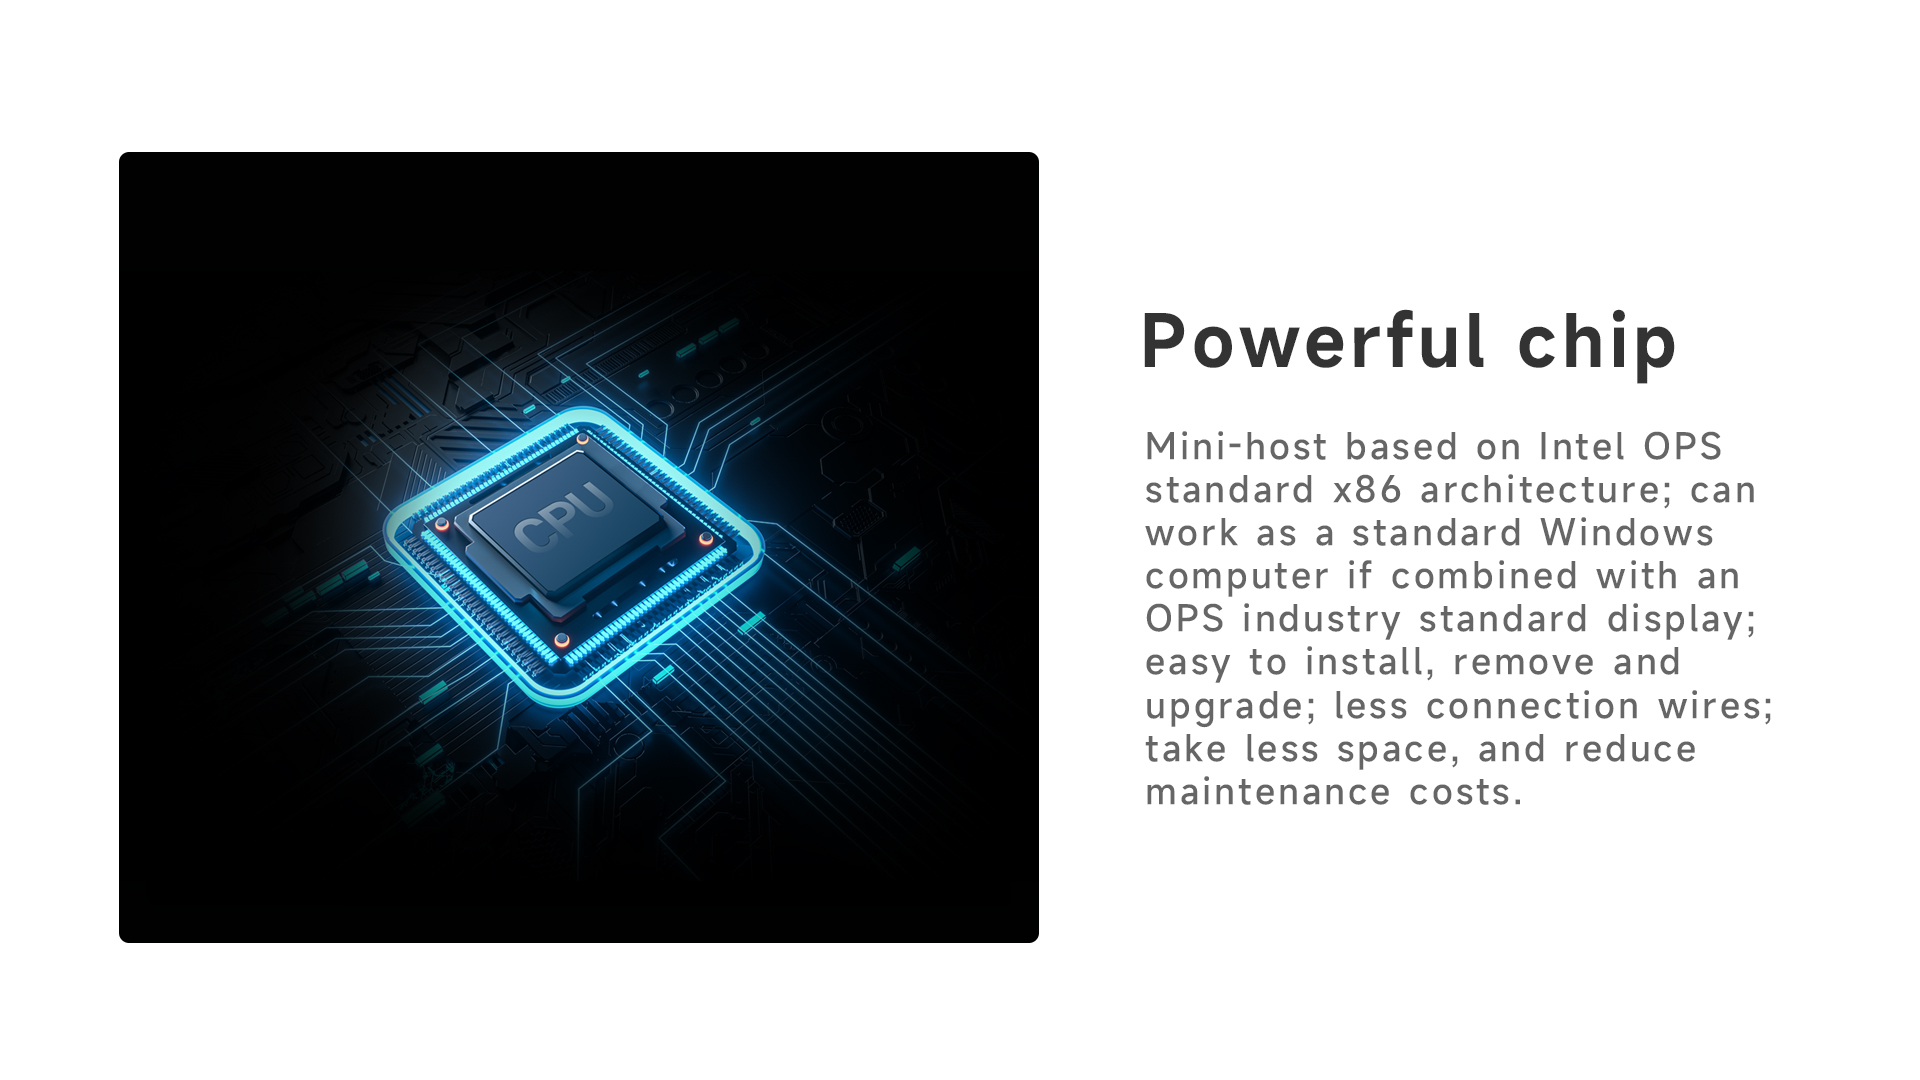 CPU
Powerful chip
Mini-host based on Intel OPS
standard x86 architecture; can
work as a standard Windows
computer if combined with an
OPS industry standard display;
easy to install, remove and
upgrade; less connection wires;
take less space, and reduce
maintenance costs.